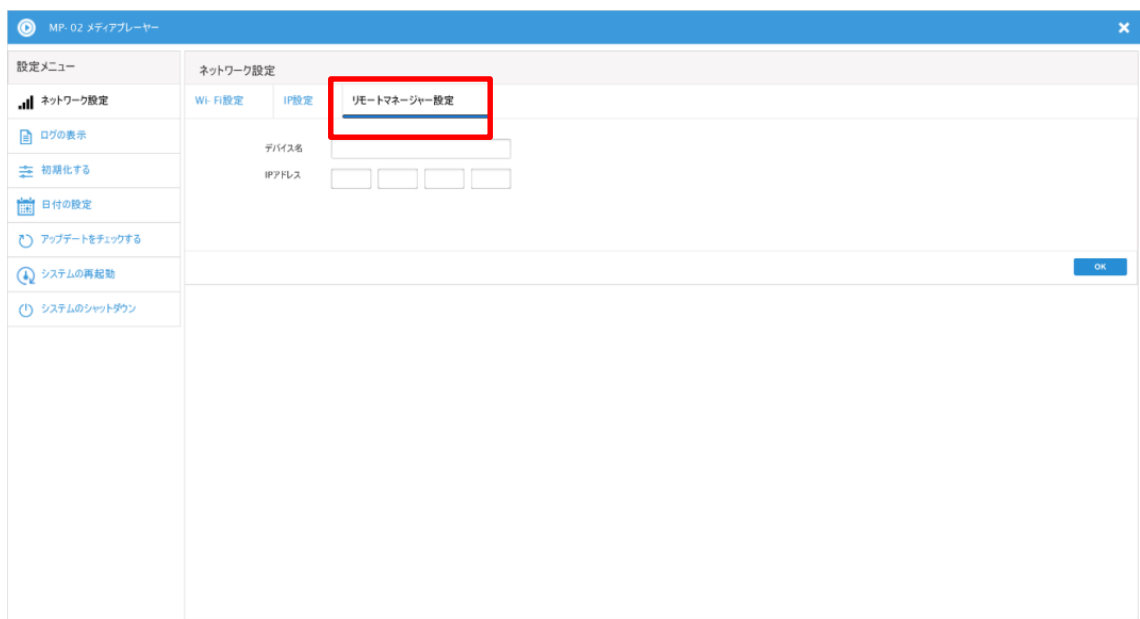 MP- 02 メディアプレーヤー
設定メニュー
ネットワーク設定
ログの表示
初期化する
日付の設定
アップデートをチェックする
システムの再起動
システムのシャットダウン
ネットワーク設定
Wi- Fi設定
IP設定
リモートマネージャー設定
デバイス名
IPアドレス
OK